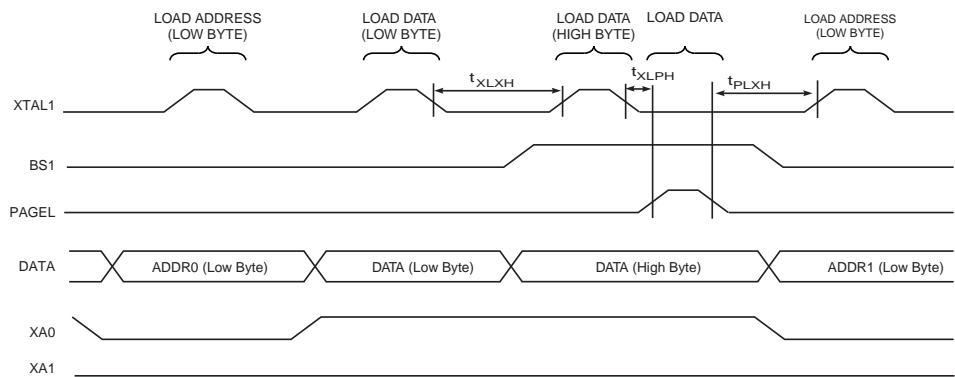 LOAD ADDRESS
(LOW BYTE)
LOAD DATA
(LOW BYTE)
LOAD DATA
(HIGH BYTE)
LOAD DATA
LOAD ADDRESS
(LOW BYTE)
tXLXH
tXLPH
tPLXH
XTAL1
BS1
PAGEL
DATA
ADDR0 (Low Byte)
DATA (Low Byte)
DATA (High Byte)
ADDR1 (Low Byte)
XA0
XA1